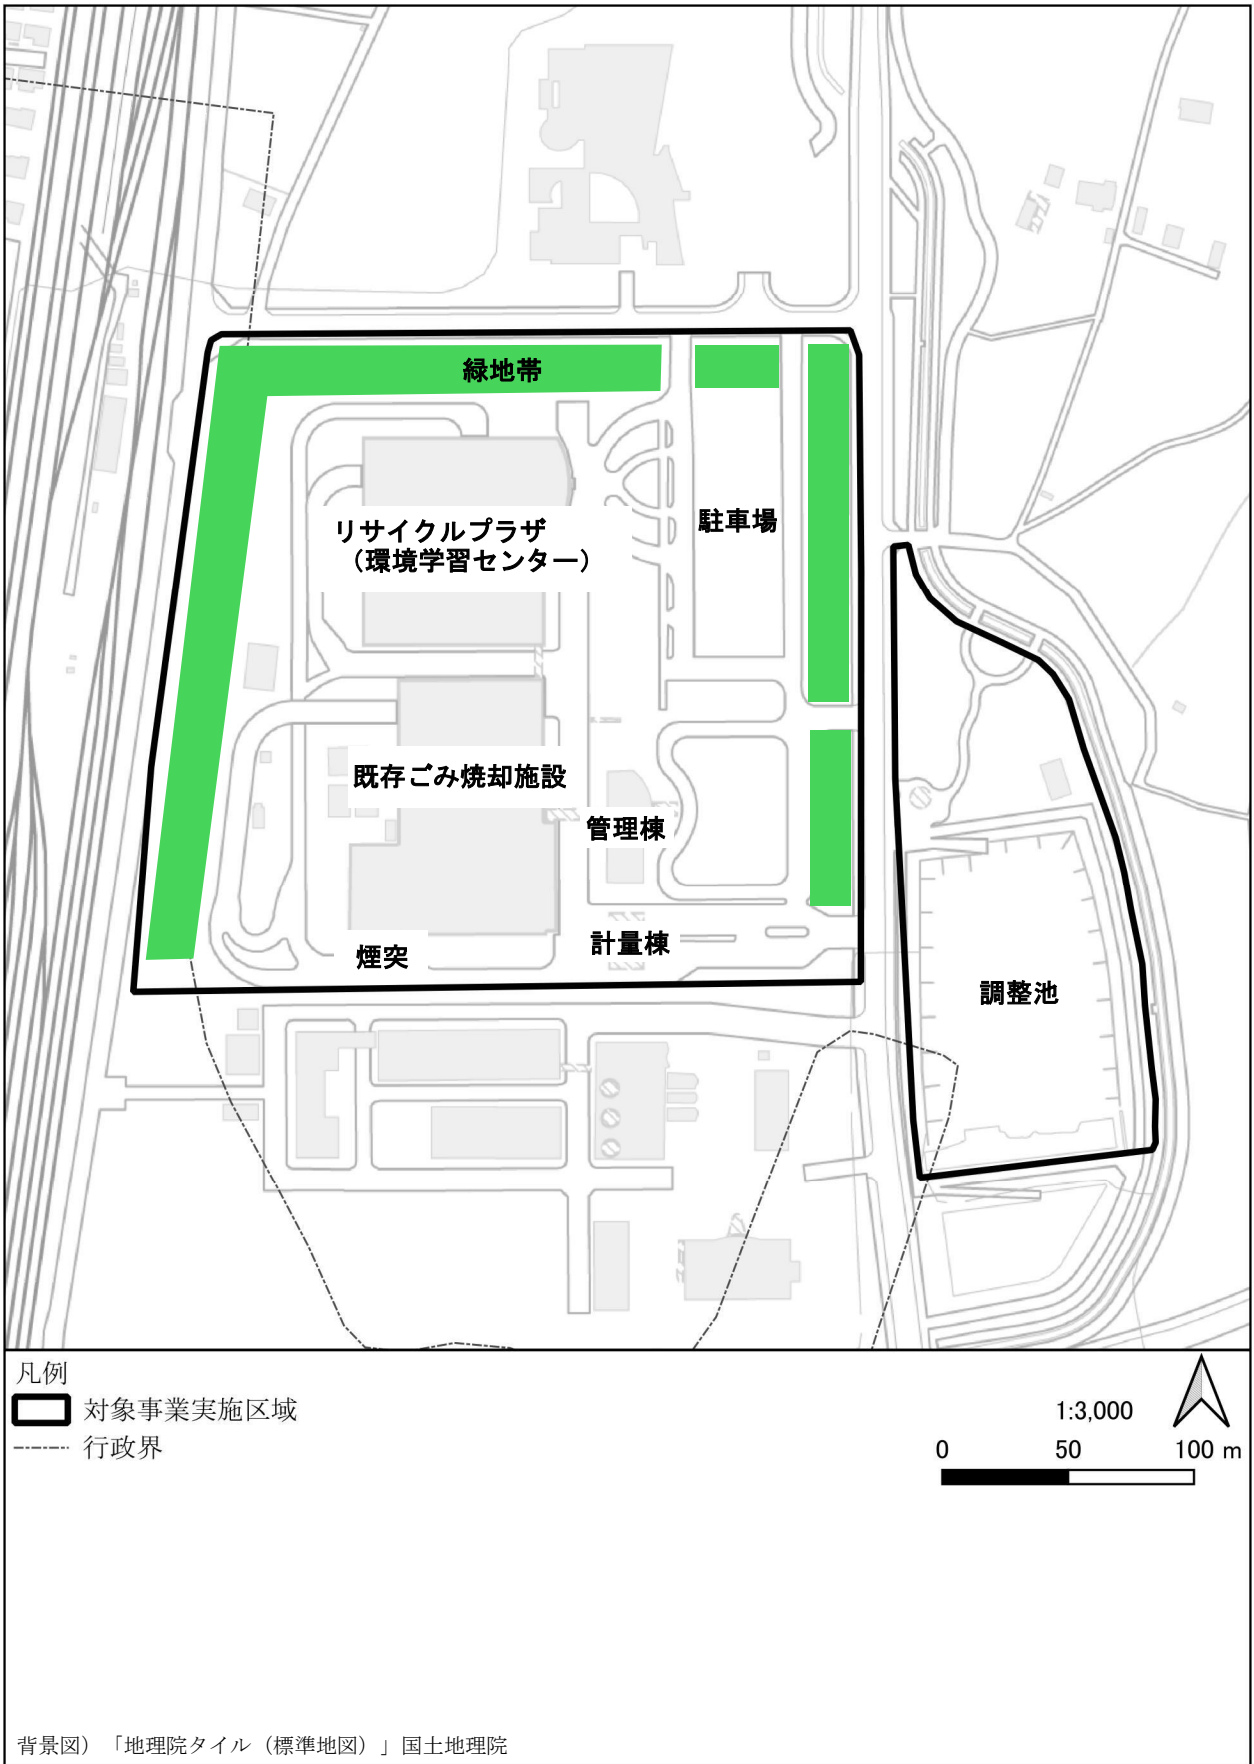 緑地帯
駐車場
リサイクルプラザ
（環境学習センター）
既存ごみ焼却施設
管理棟
計量棟
煙突
調整池
凡例
対象事業実施区域
行政界
1:3,000
0 50 100 m
背景図）「地理院タイル（標準地図）」国土地理院